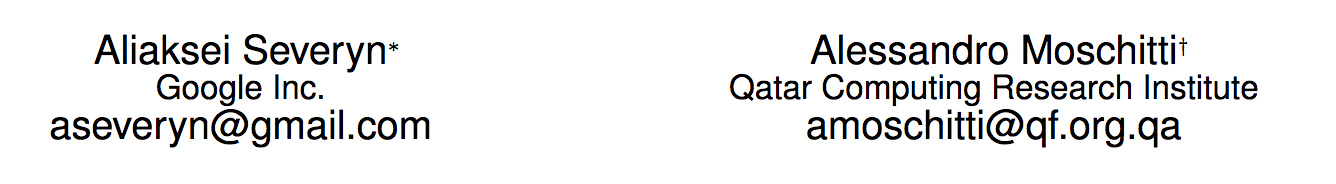 Aliaksei Severyn*
Google Inc.
aseveryn@gmail.com
Alessandro Moschitti†
Qatar Computing Research Institute
amoschitti@qf.org.qa